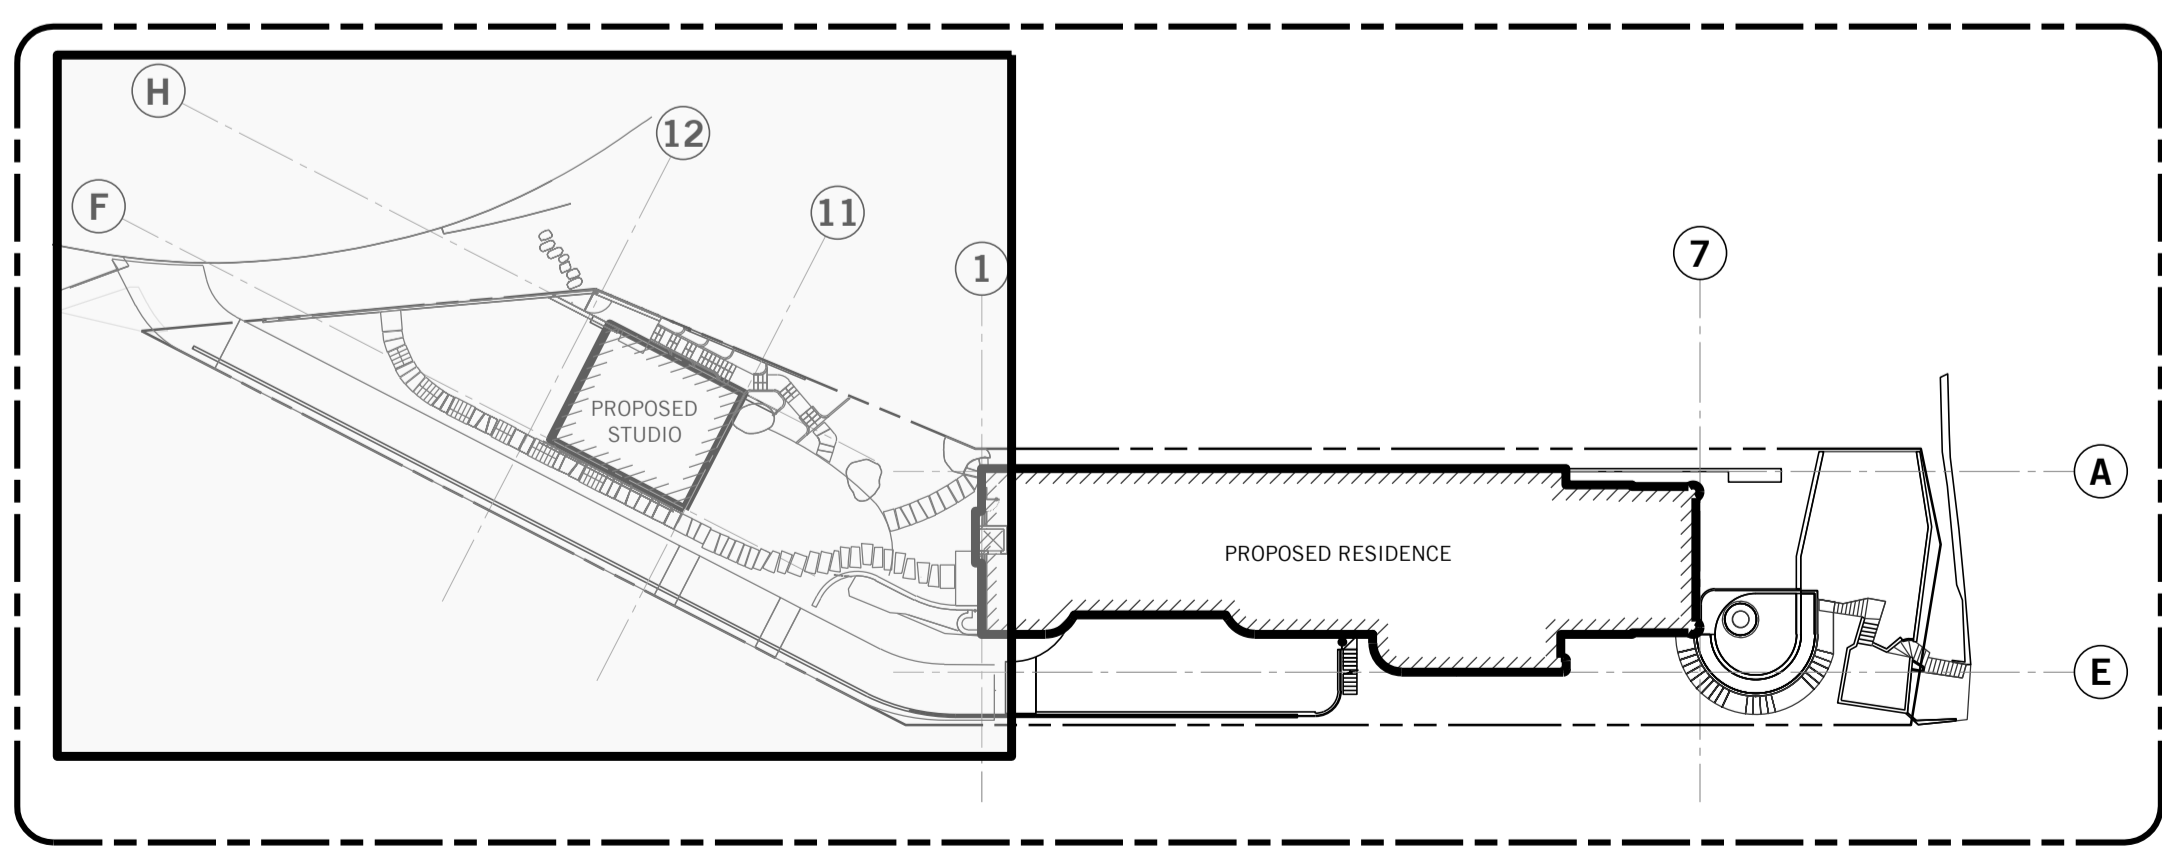 H
12
F
11
1
7
PROPOSED
STUDIO
A
PROPOSED RESIDENCE
E